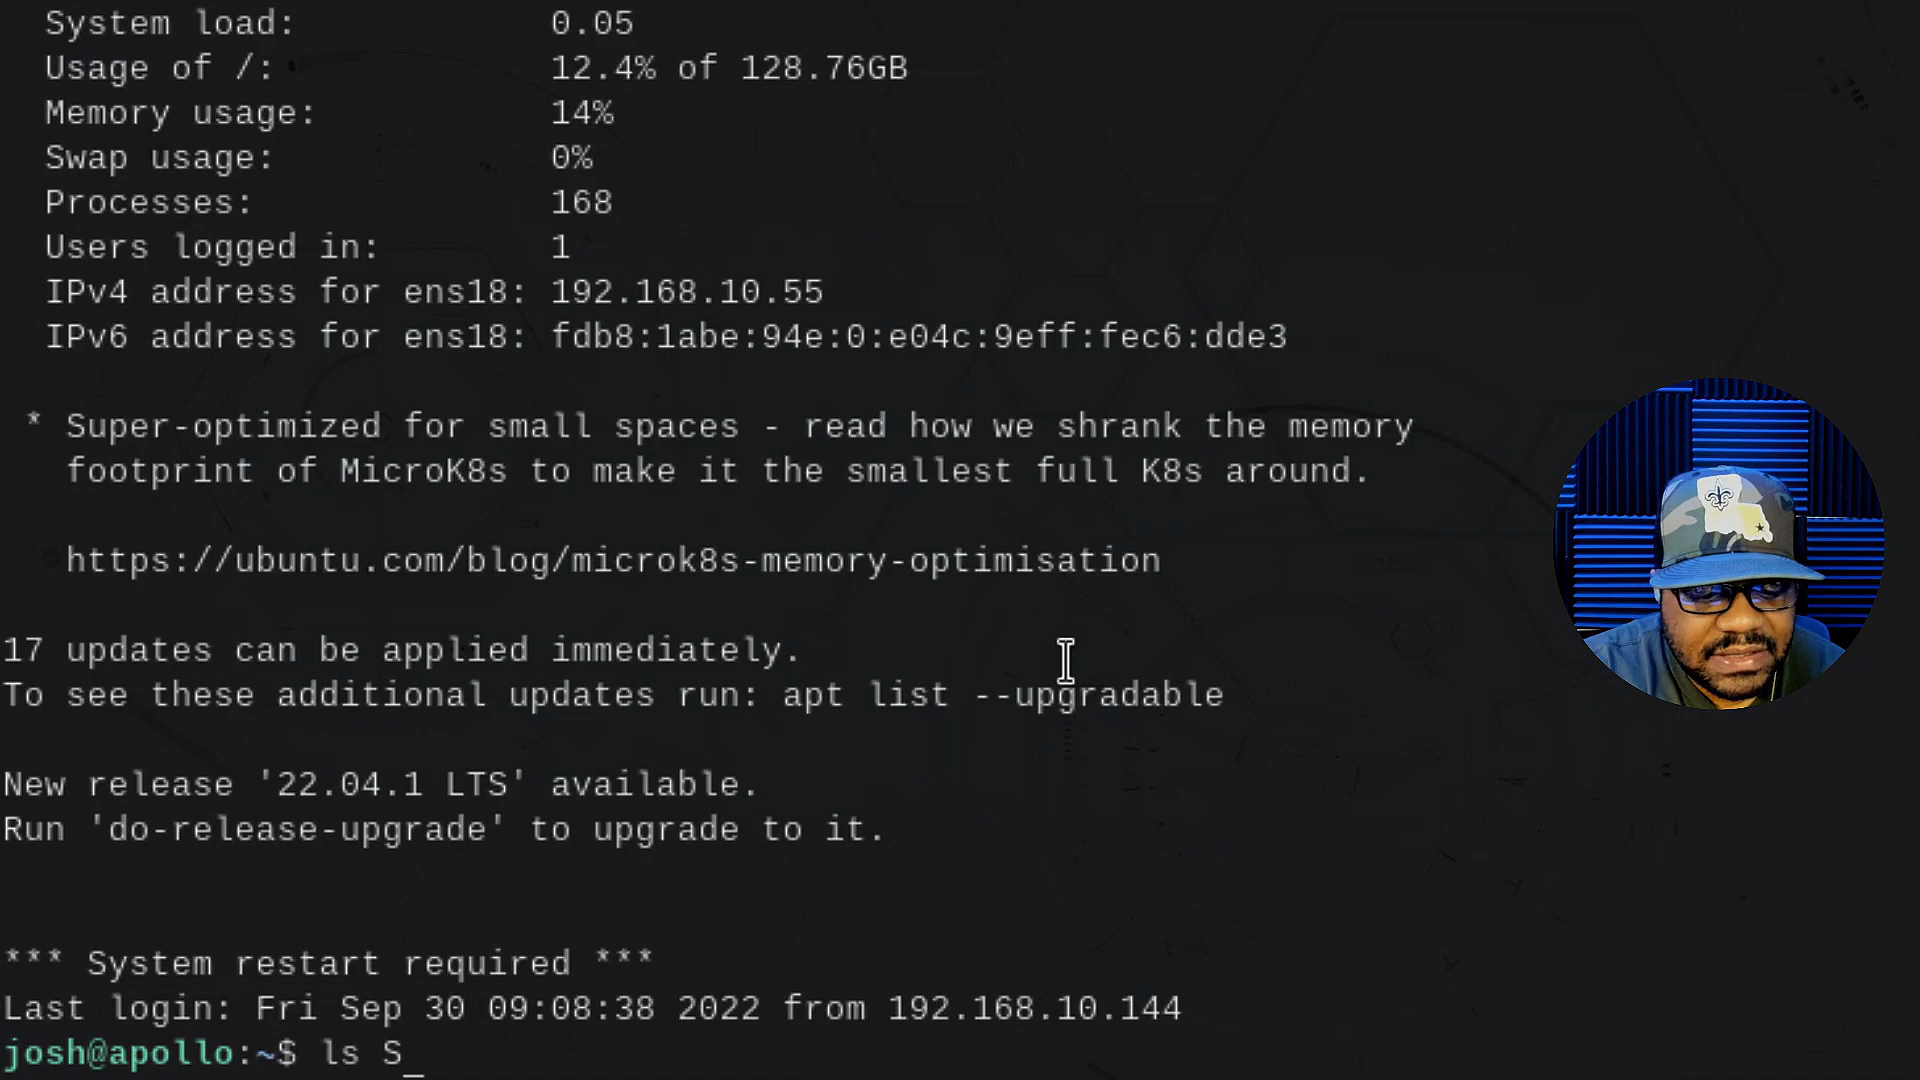 System load: 0.05
Usage of /: 12.4% of 128.76GB
Memory usage: 14%
Swap usage: 0%
Processes: 168
Users logged in: 1
IPv4 address for ens18: 192.168.10.55
IPv6 address for ens18: fdb8:1abe:94e:0:e04c:9eff:fec6:dde3
* Super-optimized for small spaces - read how we shrank the memory
footprint of MicroK8s to make it the smallest full K8s around.
https://ubuntu.com/blog/microk8s-memory-optimisation
17 updates can be applied immediately.
To see these additional updates run: apt list --upgradable
New release '22.04.1 LTS' available.
Run 'do-release-upgrade' to upgrade to it.
*** System restart required ***
Last login: Fri Sep 30 09:08:38 2022 from 192.168.10.144
josh@apollo:~$ ls S_